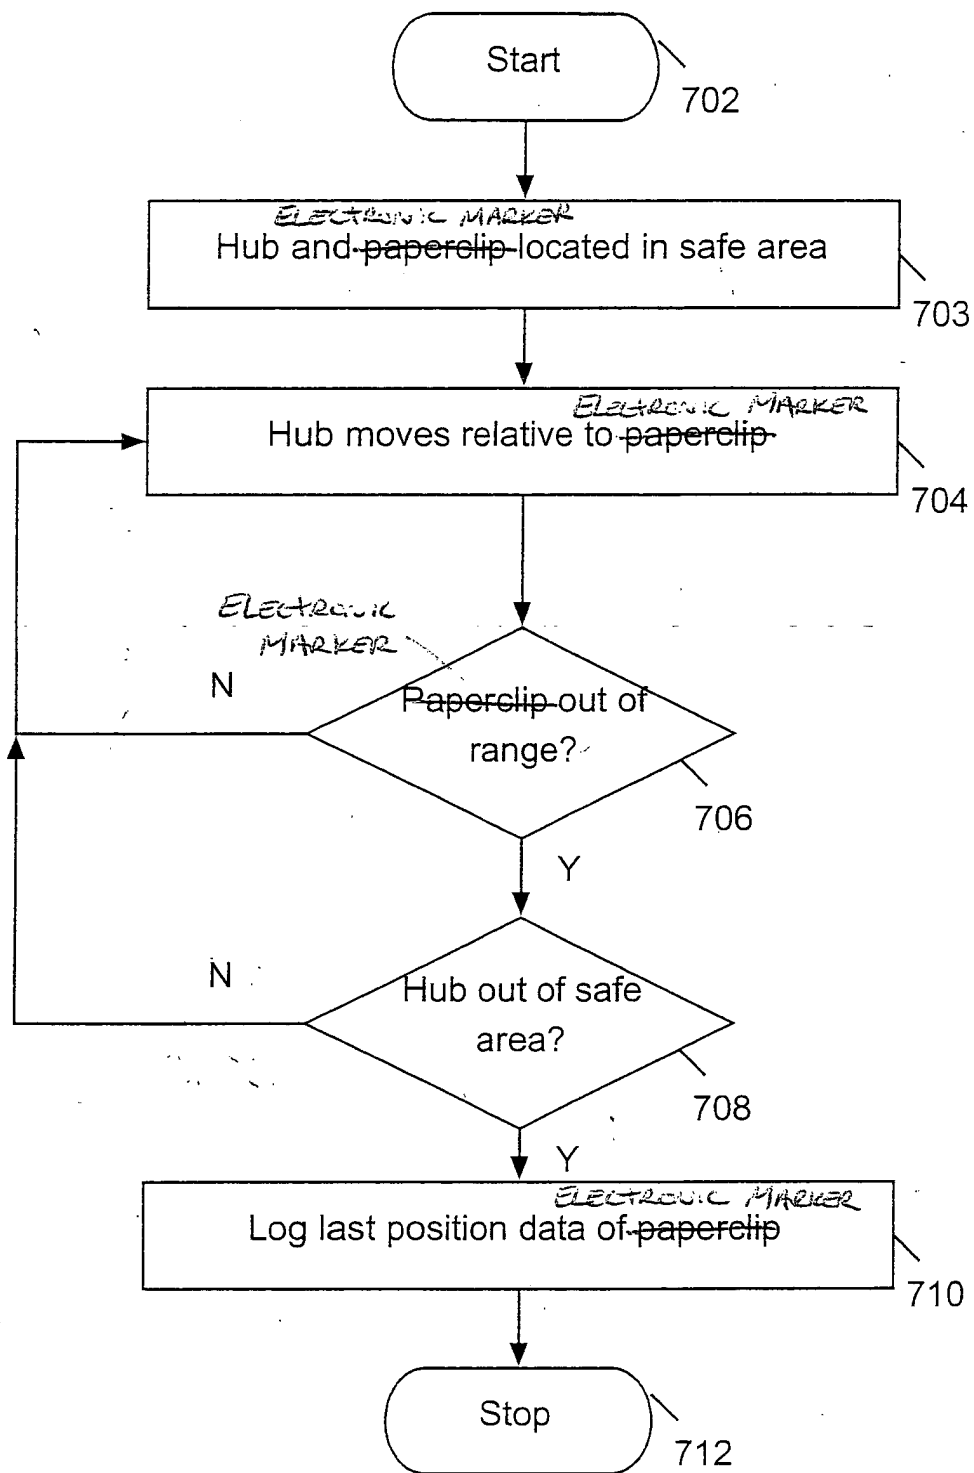 Start
702
ELECTRONIC MARKER
Hub and paperclip located in safe area
703
ELECTRONIC MARKER
Hub moves relative to paperclip
704
ELECTRONIC
MARKER
N
Paperclip out of
range?
706
Y
N
Hub out of safe
area?
708
Y
ELECTRONIC MARKER
Log last position data of paperclip
710
Stop
712